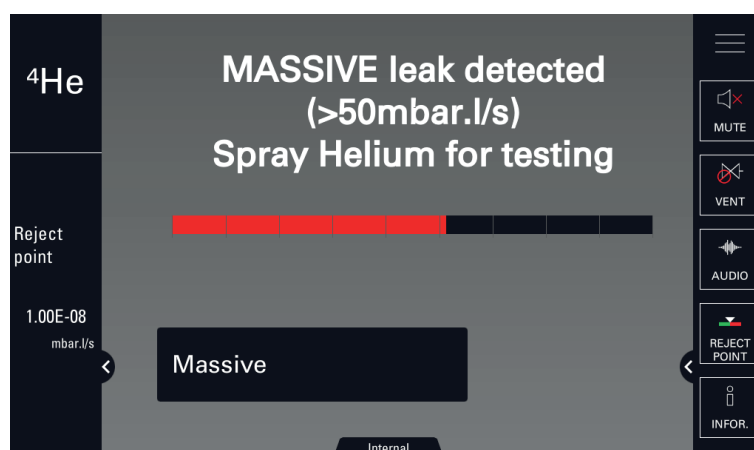 ⁴He
Reject
point
1.00E-08
mbar.l/s
MASSIVE leak detected
(>50mbar.l/s)
Spray Helium for testing
Massive
Internal
MUTE
VENT
AUDIO
REJECT
POINT
INFOR.